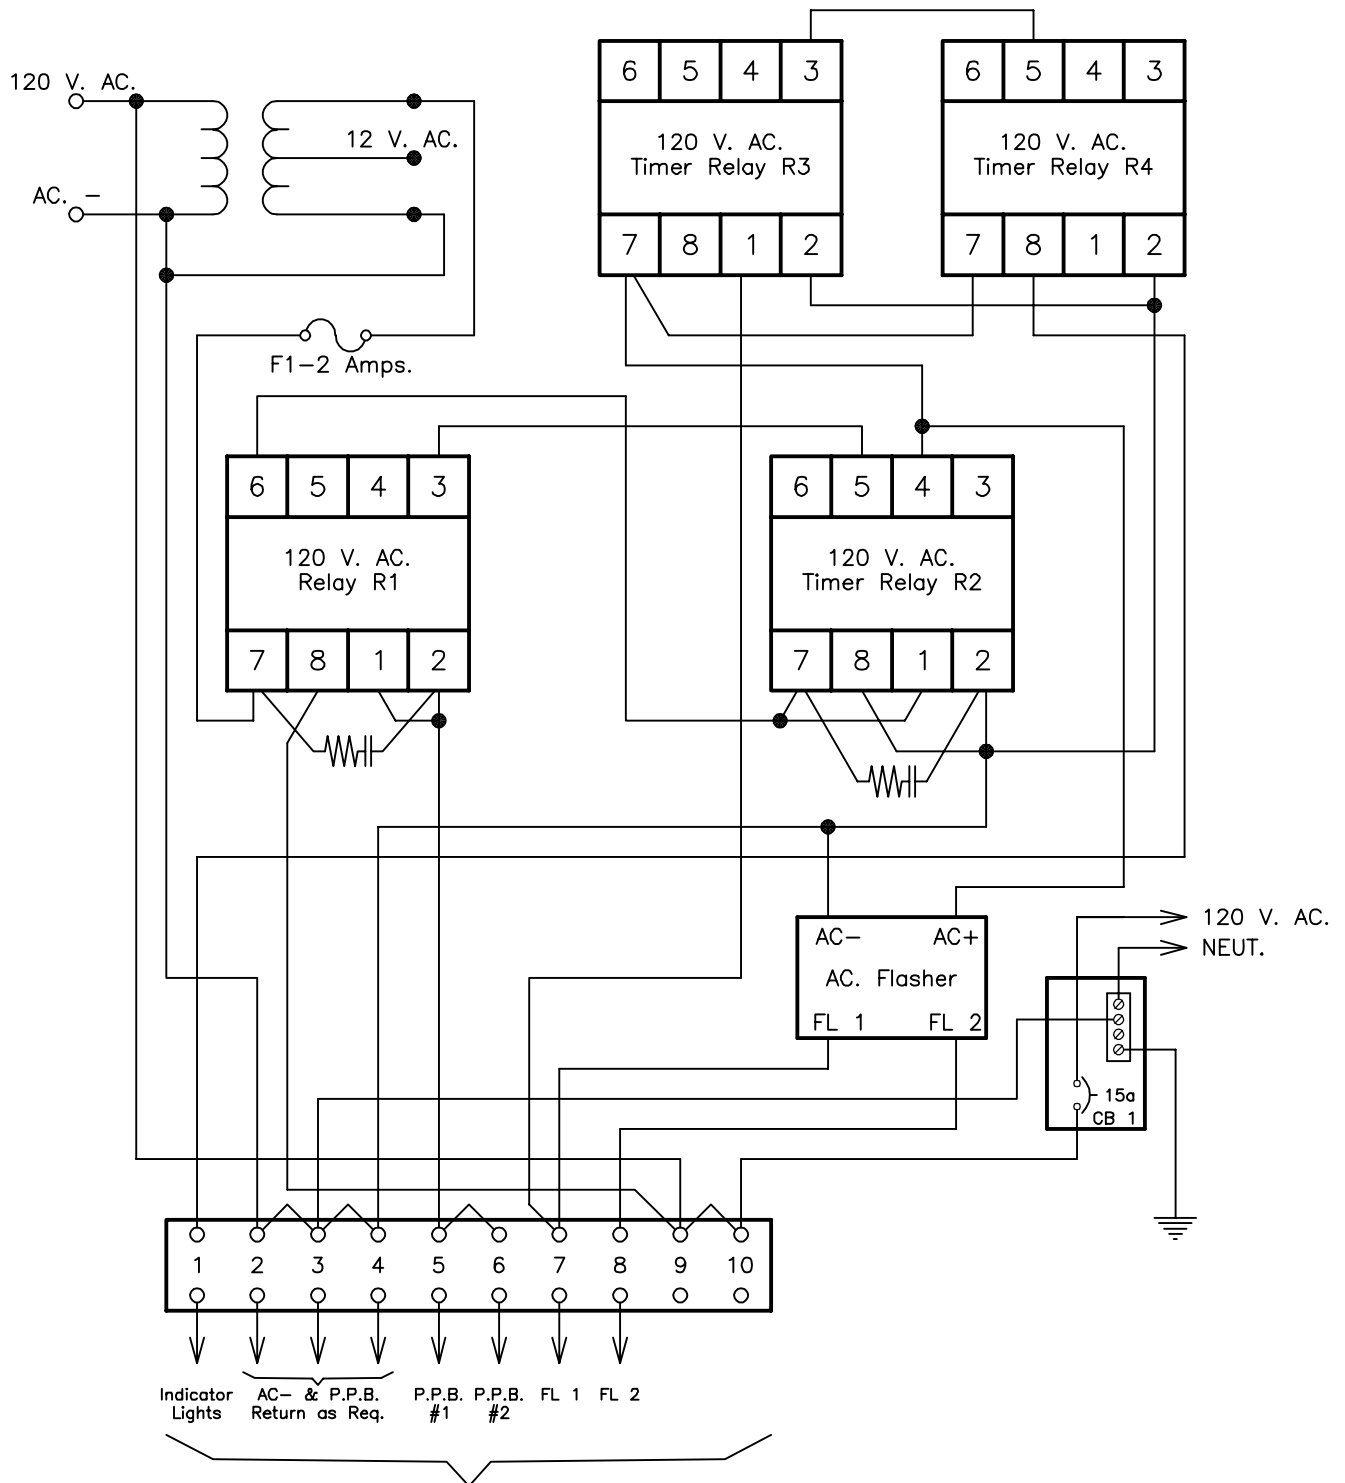 120 V. AC.
12 V. AC.
AC. –
F1–2 Amps.
6 5 4 3
120 V. AC.
Timer Relay R3
7 8 1 2
6 5 4 3
120 V. AC.
Timer Relay R4
7 8 1 2
6 5 4 3
120 V. AC.
Relay R1
7 8 1 2
6 5 4 3
120 V. AC.
Timer Relay R2
7 8 1 2
AC– AC+
AC. Flasher
FL 1 FL 2
120 V. AC.
NEUT.
15a
CB 1
1 2 3 4 5 6 7 8 9 10
Indicator
Lights
AC– & P.P.B.
Return as Req.
P.P.B.
#1
P.P.B.
#2
FL 1
FL 2